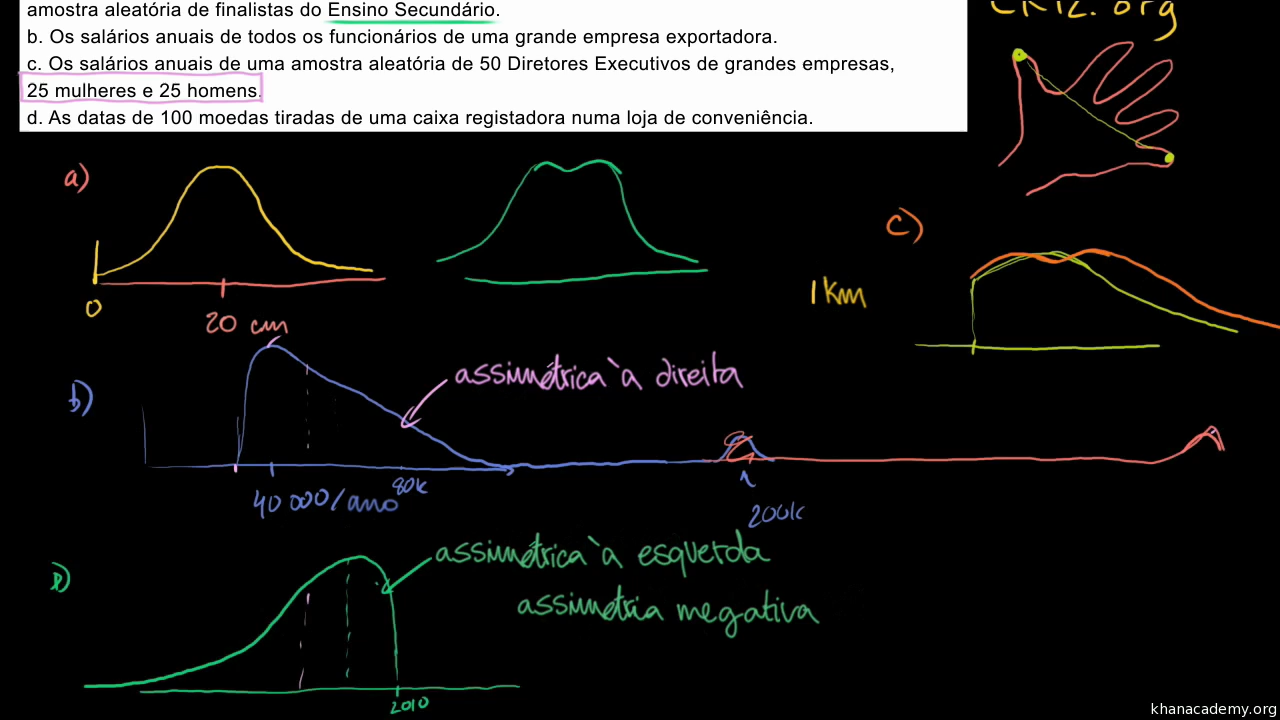 amostra aleatória de finalistas do Ensino Secundário.
b. Os salários anuais de todos os funcionários de uma grande empresa exportadora.
c. Os salários anuais de uma amostra aleatória de 50 Diretores Executivos de grandes empresas,
25 mulheres e 25 homens.
d. As datas de 100 moedas tiradas de uma caixa registadora numa loja de conveniência.
a)
0
20 cm
c)
1 km
b)
assimétrica à direita
40 000/ano
80k
200k
D)
assimétrica à esquerda
assimetria negativa
2010
khanacademy.org